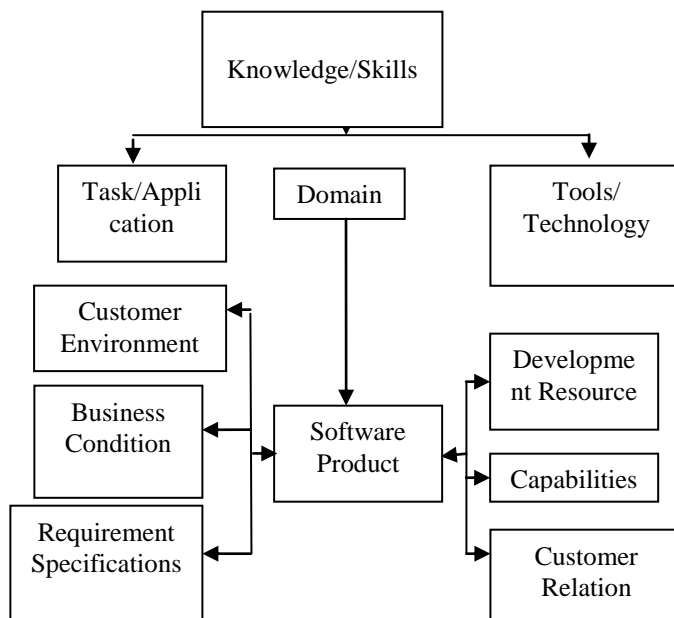 Knowledge/Skills
Task/Appli
cation
Domain
Tools/
Technology
Customer
Environment
Business
Condition
Requirement
Specifications
Software
Product
Developme
nt Resource
Capabilities
Customer
Relation